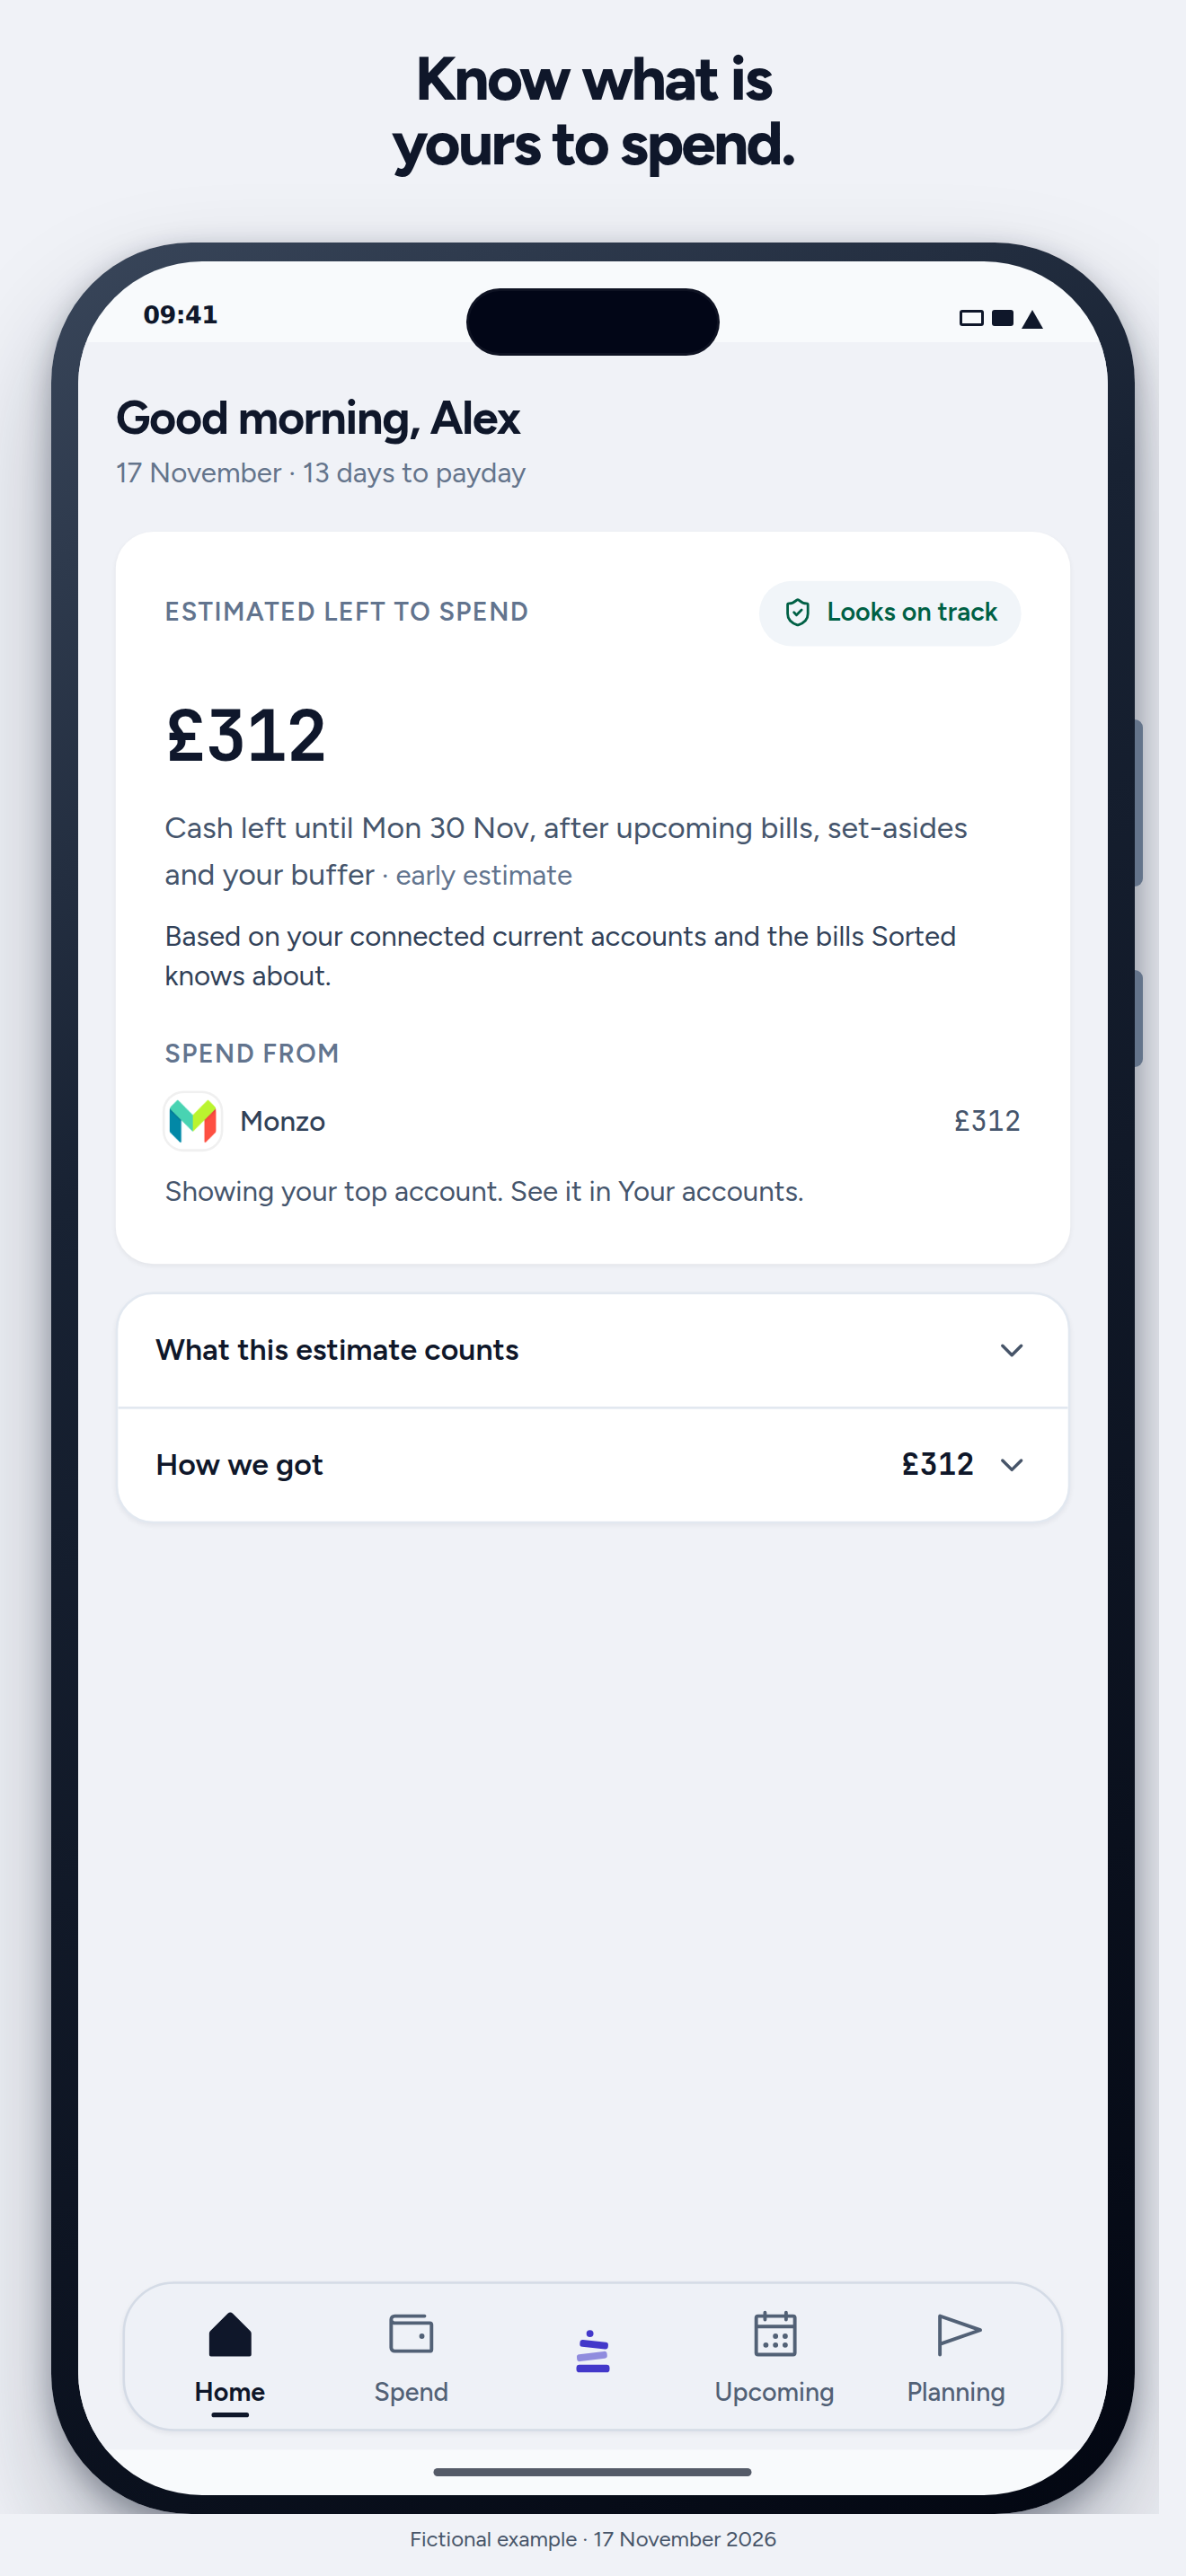 Know what is
yours to spend.
09:41
Good morning, Alex
17 November · 13 days to payday
ESTIMATED LEFT TO SPEND
Looks on track
£312
Cash left until Mon 30 Nov, after upcoming bills, set-asides
and your buffer · early estimate
Based on your connected current accounts and the bills Sorted
knows about.
SPEND FROM
Monzo £312
Showing your top account. See it in Your accounts.
What this estimate counts
How we got £312
Home Spend Upcoming Planning
Fictional example · 17 November 2026